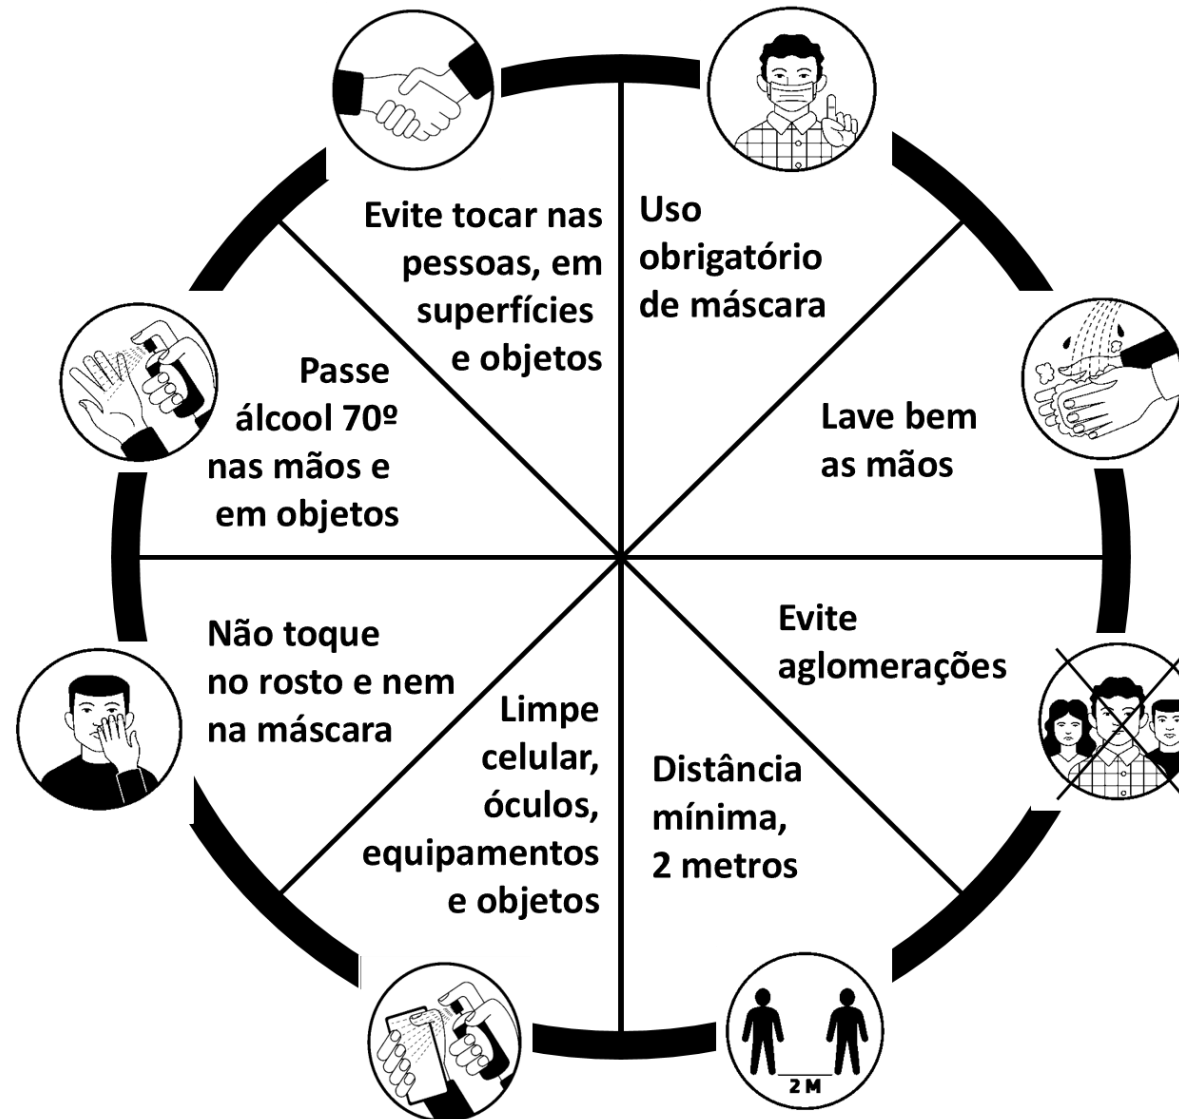 Uso
obrigatório
de máscara
Lave bem
as mãos
Evite
aglomerações
Distância
mínima,
2 metros
2 M
Limpe
celular,
óculos,
equipamentos
e objetos
Não toque
no rosto e nem
na máscara
Passe
álcool 70º
nas mãos e
em objetos
Evite tocar nas
pessoas, em
superfícies
e objetos